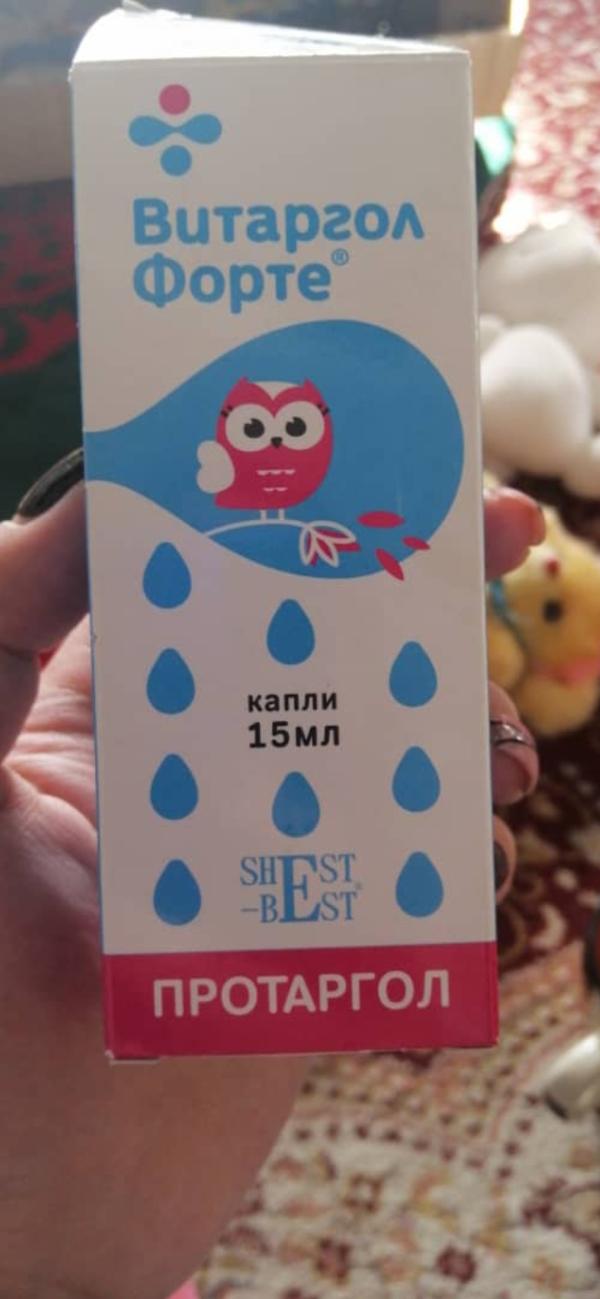 Витаргол
Форте®
капли
15мл
SHEST
-BEST®
ПРОТАРГОЛ